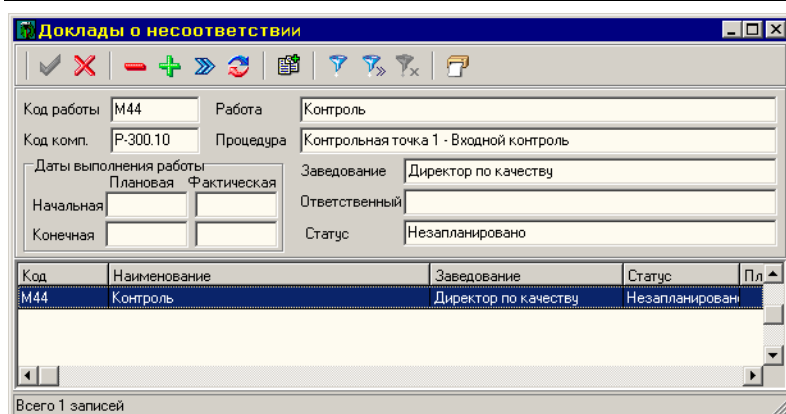 Доклады о несоответствии
Код работы M44 Работа Контроль
Код комп. P-300.10 Процедура Контрольная точка 1 - Входной контроль
Даты выполнения работы Заведование Директор по качеству
Плановая Фактическая
Начальная Ответственный
Конечная Статус Незапланировано
Код Наименование Заведование Статус Пл
M44 Контроль Директор по качеству Незапланирован
Всего 1 записей